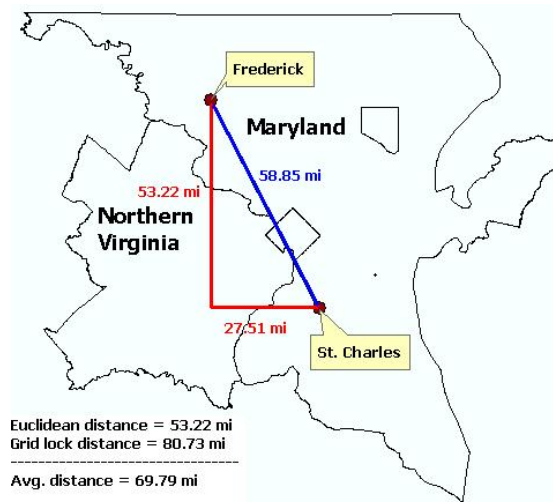 Frederick
Maryland
53.22 mi
58.85 mi
Northern
Virginia
27.51 mi
St. Charles
Euclidean distance = 53.22 mi
Grid lock distance = 80.73 mi
----------------------------------
Avg. distance = 69.79 mi